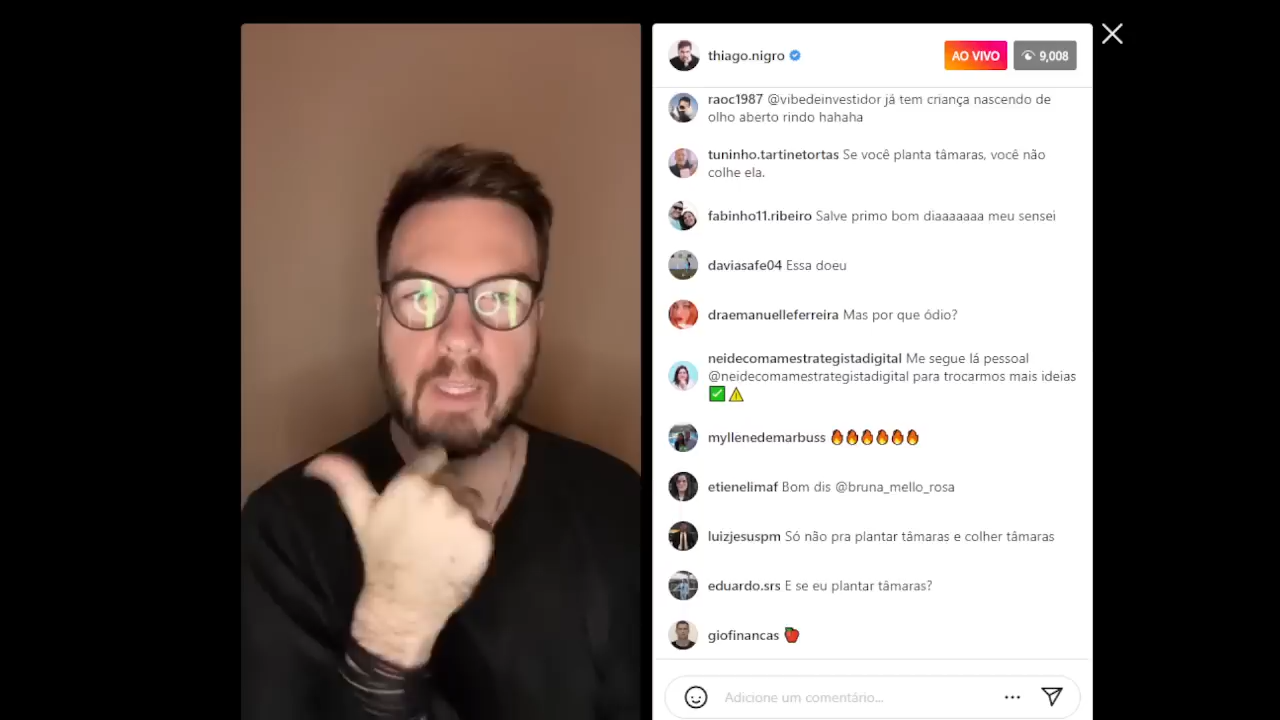 thiago.nigro
AO VIVO
9,008
raoc1987 @vibedeinvestidor já tem criança nascendo de
olho aberto rindo hahaha
tuninho.tartinetortas Se você planta tâmaras, você não
colhe ela.
fabinho11.ribeiro Salve primo bom diaaaaaaa meu sensei
daviasafe04 Essa doeu
draemanuelleferreira Mas por que ódio?
neidecomamestrategistadigital Me segue lá pessoal
@neidecomamestrategistadigital para trocarmos mais ideias
✅⚠
myllenedemarbuss 🔥🔥🔥🔥🔥🔥
etienelimaf Bom dis @bruna_mello_rosa
luizjesuspm Só não pra plantar tâmaras e colher tâmaras
eduardo.srs E se eu plantar tâmaras?
giofinancas 🍎
Adicione um comentário...